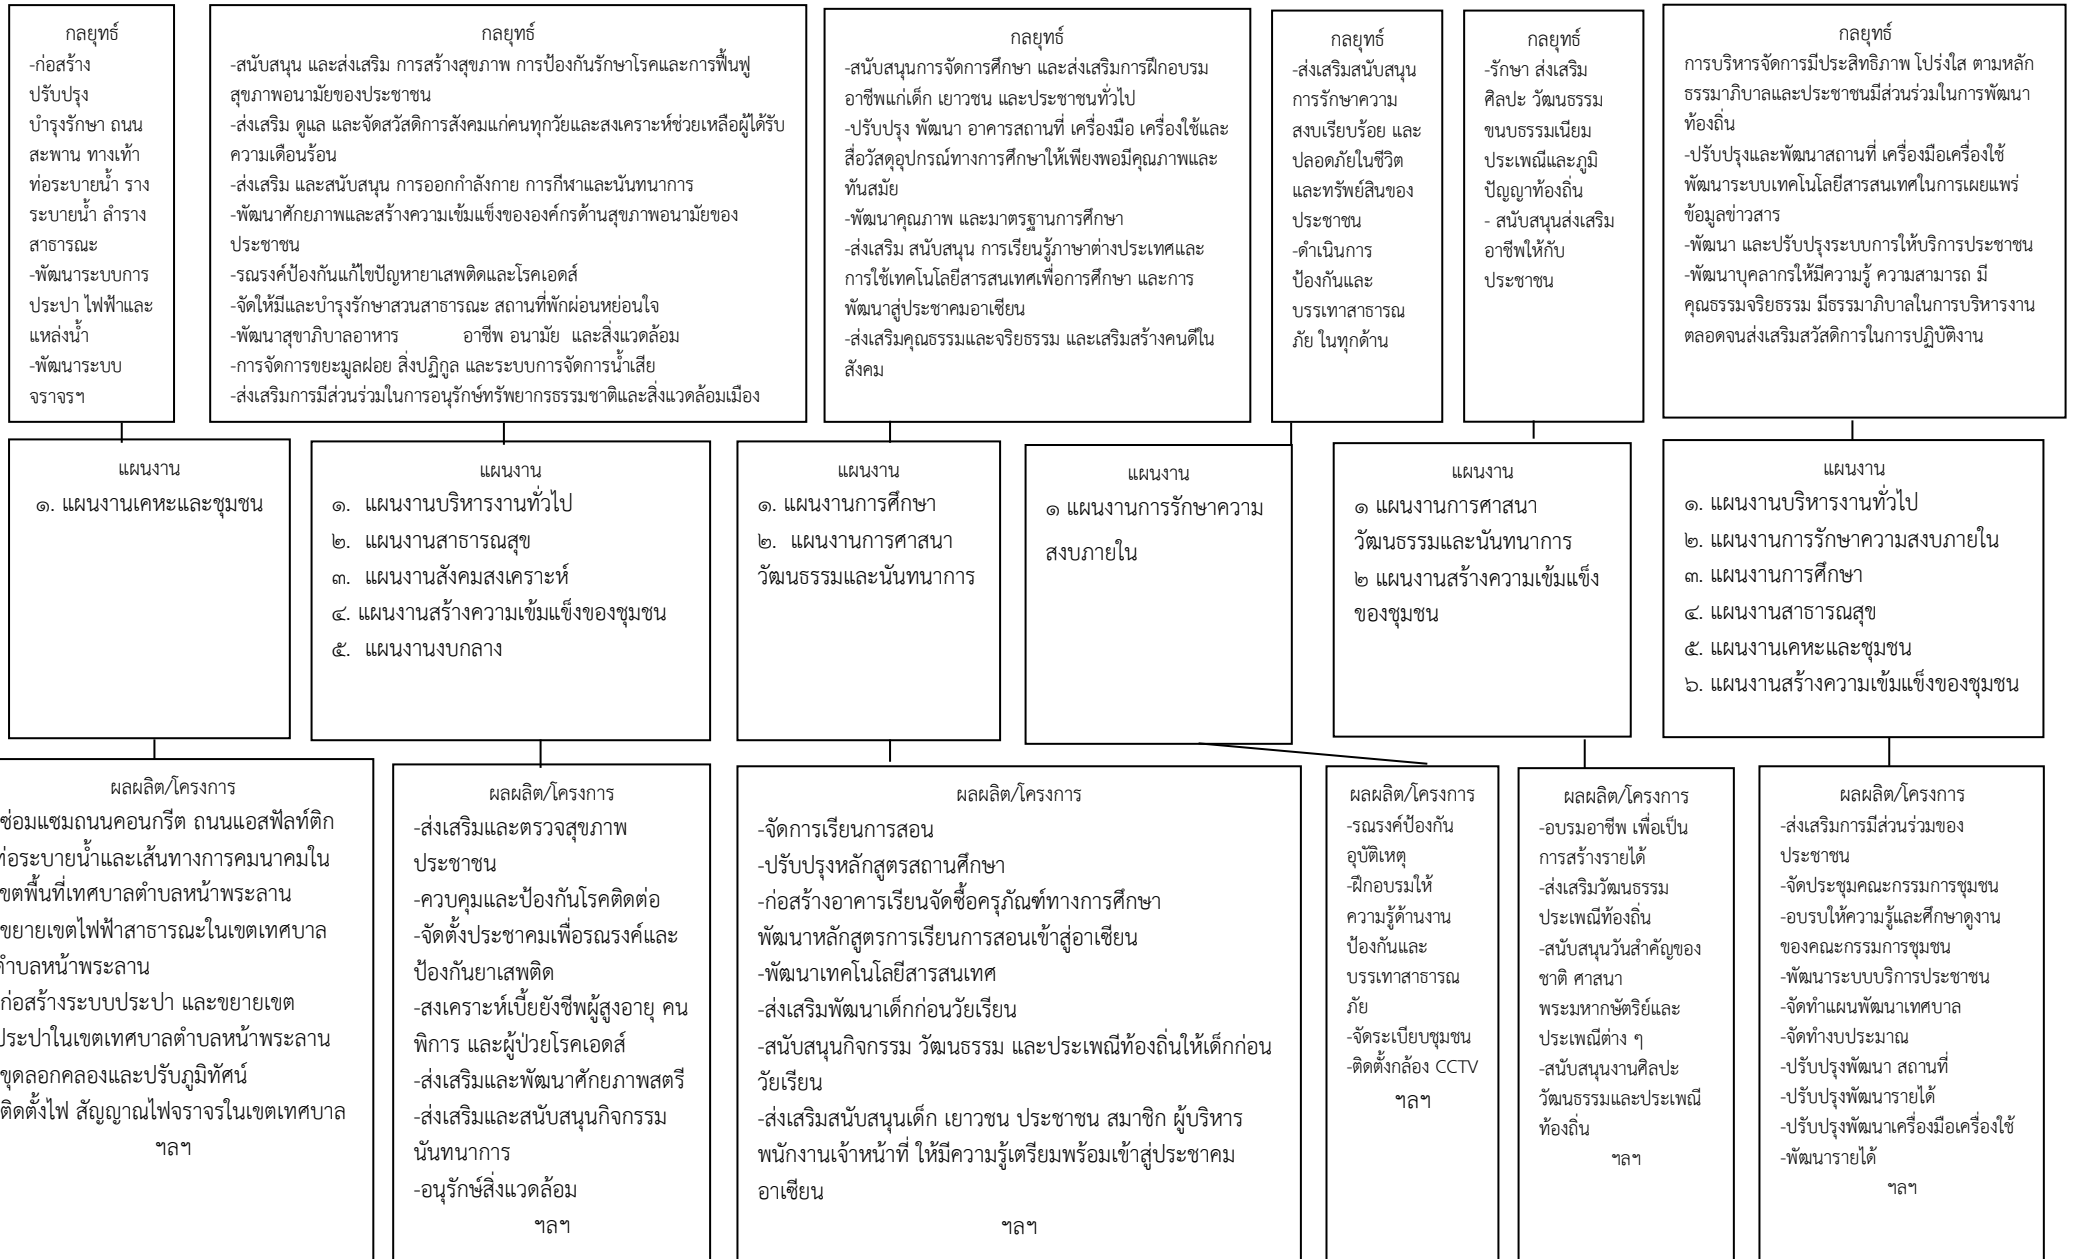 กลยุทธ์
-ก่อสร้าง
ปรับปรุง
บำรุงรักษา ถนน
สะพาน ทางเท้า
ท่อระบายน้ำ ราง
ระบายน้ำ ลำราง
สาธารณะ
-พัฒนาระบบการ
ประปา ไฟฟ้าและ
แหล่งน้ำ
-พัฒนาระบบ
จราจรฯ
กลยุทธ์
-สนับสนุน และส่งเสริม การสร้างสุขภาพ การป้องกันรักษาโรคและการฟื้นฟู
สุขภาพอนามัยของประชาชน
-ส่งเสริม ดูแล และจัดสวัสดิการสังคมแก่คนทุกวัยและสงเคราะห์ช่วยเหลือผู้ได้รับ
ความเดือนร้อน
-ส่งเสริม และสนับสนุน การออกกำลังกาย การกีฬาและนันทนาการ
-พัฒนาศักยภาพและสร้างความเข้มแข็งขององค์กรด้านสุขภาพอนามัยของ
ประชาชน
-รณรงค์ป้องกันแก้ไขปัญหายาเสพติดและโรคเอดส์
-จัดให้มีและบำรุงรักษาสวนสาธารณะ สถานที่พักผ่อนหย่อนใจ
-พัฒนาสุขาภิบาลอาหาร อาชีพ อนามัย และสิ่งแวดล้อม
-การจัดการขยะมูลฝอย สิ่งปฏิกูล และระบบการจัดการน้ำเสีย
-ส่งเสริมการมีส่วนร่วมในการอนุรักษ์ทรัพยากรธรรมชาติและสิ่งแวดล้อมเมือง
กลยุทธ์
-สนับสนุนการจัดการศึกษา และส่งเสริมการฝึกอบรม
อาชีพแก่เด็ก เยาวชน และประชาชนทั่วไป
-ปรับปรุง พัฒนา อาคารสถานที่ เครื่องมือ เครื่องใช้และ
สื่อวัสดุอุปกรณ์ทางการศึกษาให้เพียงพอมีคุณภาพและ
ทันสมัย
-พัฒนาคุณภาพ และมาตรฐานการศึกษา
-ส่งเสริม สนับสนุน การเรียนรู้ภาษาต่างประเทศและ
การใช้เทคโนโลยีสารสนเทศเพื่อการศึกษา และการ
พัฒนาสู่ประชาคมอาเซียน
-ส่งเสริมคุณธรรมและจริยธรรม และเสริมสร้างคนดีใน
สังคม
กลยุทธ์
-ส่งเสริมสนับสนุน
การรักษาความ
สงบเรียบร้อย และ
ปลอดภัยในชีวิต
และทรัพย์สินของ
ประชาชน
-ดำเนินการ
ป้องกันและ
บรรเทาสาธารณ
ภัย ในทุกด้าน
กลยุทธ์
-รักษา ส่งเสริม
ศิลปะ วัฒนธรรม
ขนบธรรมเนียม
ประเพณีและภูมิ
ปัญญาท้องถิ่น
- สนับสนุนส่งเสริม
อาชีพให้กับ
ประชาชน
กลยุทธ์
การบริหารจัดการมีประสิทธิภาพ โปร่งใส ตามหลัก
ธรรมาภิบาลและประชาชนมีส่วนร่วมในการพัฒนา
ท้องถิ่น
-ปรับปรุงและพัฒนาสถานที่ เครื่องมือเครื่องใช้
พัฒนาระบบเทคโนโลยีสารสนเทศในการเผยแพร่
ข้อมูลข่าวสาร
-พัฒนา และปรับปรุงระบบการให้บริการประชาชน
-พัฒนาบุคลากรให้มีความรู้ ความสามารถ มี
คุณธรรมจริยธรรม มีธรรมาภิบาลในการบริหารงาน
ตลอดจนส่งเสริมสวัสดิการในการปฏิบัติงาน
แผนงาน
๑. แผนงานเคหะและชุมชน
แผนงาน
๑. แผนงานบริหารงานทั่วไป
๒. แผนงานสาธารณสุข
๓. แผนงานสังคมสงเคราะห์
๔. แผนงานสร้างความเข้มแข็งของชุมชน
๕. แผนงานงบกลาง
แผนงาน
๑. แผนงานการศึกษา
๒. แผนงานการศาสนา
วัฒนธรรมและนันทนาการ
แผนงาน
๑ แผนงานการรักษาความ
สงบภายใน
แผนงาน
๑ แผนงานการศาสนา
วัฒนธรรมและนันทนาการ
๒ แผนงานสร้างความเข้มแข็ง
ของชุมชน
แผนงาน
๑. แผนงานบริหารงานทั่วไป
๒. แผนงานการรักษาความสงบภายใน
๓. แผนงานการศึกษา
๔. แผนงานสาธารณสุข
๕. แผนงานเคหะและชุมชน
๖. แผนงานสร้างความเข้มแข็งของชุมชน
ผลผลิต/โครงการ
ซ่อมแซมถนนคอนกรีต ถนนแอสฟัลท์ติก
ท่อระบายน้ำและเส้นทางการคมนาคมใน
เขตพื้นที่เทศบาลตำบลหน้าพระลาน
ขยายเขตไฟฟ้าสาธารณะในเขตเทศบาล
ตำบลหน้าพระลาน
ก่อสร้างระบบประปา และขยายเขต
ประปาในเขตเทศบาลตำบลหน้าพระลาน
ขุดลอกคลองและปรับภูมิทัศน์
ติดตั้งไฟ สัญญาณไฟจราจรในเขตเทศบาล
ฯลฯ
ผลผลิต/โครงการ
-ส่งเสริมและตรวจสุขภาพ
ประชาชน
-ควบคุมและป้องกันโรคติดต่อ
-จัดตั้งประชาคมเพื่อรณรงค์และ
ป้องกันยาเสพติด
-สงเคราะห์เบี้ยยังชีพผู้สูงอายุ คน
พิการ และผู้ป่วยโรคเอดส์
-ส่งเสริมและพัฒนาศักยภาพสตรี
-ส่งเสริมและสนับสนุนกิจกรรม
นันทนาการ
-อนุรักษ์สิ่งแวดล้อม
ฯลฯ
ผลผลิต/โครงการ
-จัดการเรียนการสอน
-ปรับปรุงหลักสูตรสถานศึกษา
-ก่อสร้างอาคารเรียนจัดซื้อครุภัณฑ์ทางการศึกษา
พัฒนาหลักสูตรการเรียนการสอนเข้าสู่อาเซียน
-พัฒนาเทคโนโลยีสารสนเทศ
-ส่งเสริมพัฒนาเด็กก่อนวัยเรียน
-สนับสนุนกิจกรรม วัฒนธรรม และประเพณีท้องถิ่นให้เด็กก่อน
วัยเรียน
-ส่งเสริมสนับสนุนเด็ก เยาวชน ประชาชน สมาชิก ผู้บริหาร
พนักงานเจ้าหน้าที่ ให้มีความรู้เตรียมพร้อมเข้าสู่ประชาคม
อาเซียน
ฯลฯ
ผลผลิต/โครงการ
-รณรงค์ป้องกัน
อุบัติเหตุ
-ฝึกอบรมให้
ความรู้ด้านงาน
ป้องกันและ
บรรเทาสาธารณ
ภัย
-จัดระเบียบชุมชน
-ติดตั้งกล้อง CCTV
ฯลฯ
ผลผลิต/โครงการ
-อบรมอาชีพ เพื่อเป็น
การสร้างรายได้
-ส่งเสริมวัฒนธรรม
ประเพณีท้องถิ่น
-สนับสนุนวันสำคัญของ
ชาติ ศาสนา
พระมหากษัตริย์และ
ประเพณีต่าง ๆ
-สนับสนุนงานศิลปะ
วัฒนธรรมและประเพณี
ท้องถิ่น
ฯลฯ
ผลผลิต/โครงการ
-ส่งเสริมการมีส่วนร่วมของ
ประชาชน
-จัดประชุมคณะกรรมการชุมชน
-อบรบให้ความรู้และศึกษาดูงาน
ของคณะกรรมการชุมชน
-พัฒนาระบบบริการประชาชน
-จัดทำแผนพัฒนาเทศบาล
-จัดทำงบประมาณ
-ปรับปรุงพัฒนา สถานที่
-ปรับปรุงพัฒนารายได้
-ปรับปรุงพัฒนาเครื่องมือเครื่องใช้
-พัฒนารายได้
ฯลฯ